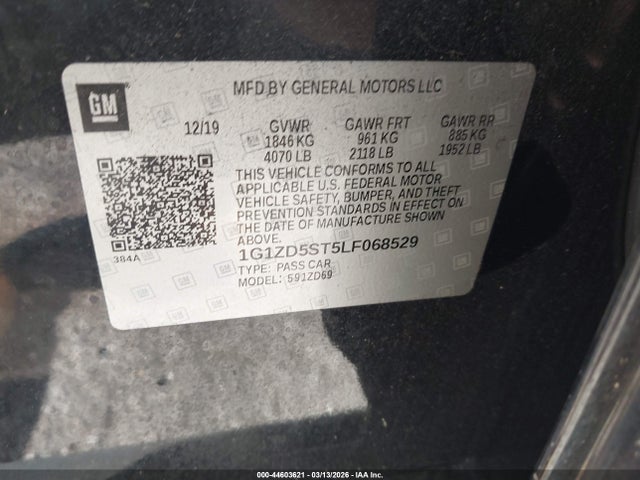 GM
MFD BY GENERAL MOTORS LLC
12/19 GVWR GAWR FRT GAWR RR
1846 KG 961 KG 885 KG
4070 LB 2118 LB 1952 LB
THIS VEHICLE CONFORMS TO ALL
APPLICABLE U.S. FEDERAL MOTOR
VEHICLE SAFETY, BUMPER, AND THEFT
PREVENTION STANDARDS IN EFFECT
ON THE DATE OF MANUFACTURE SHOWN
ABOVE.
384A
1G1ZD5ST5LF068529
TYPE: PASS CAR
MODEL: 591ZD69
000-44603621 - 03/13/2026 - IAA Inc.